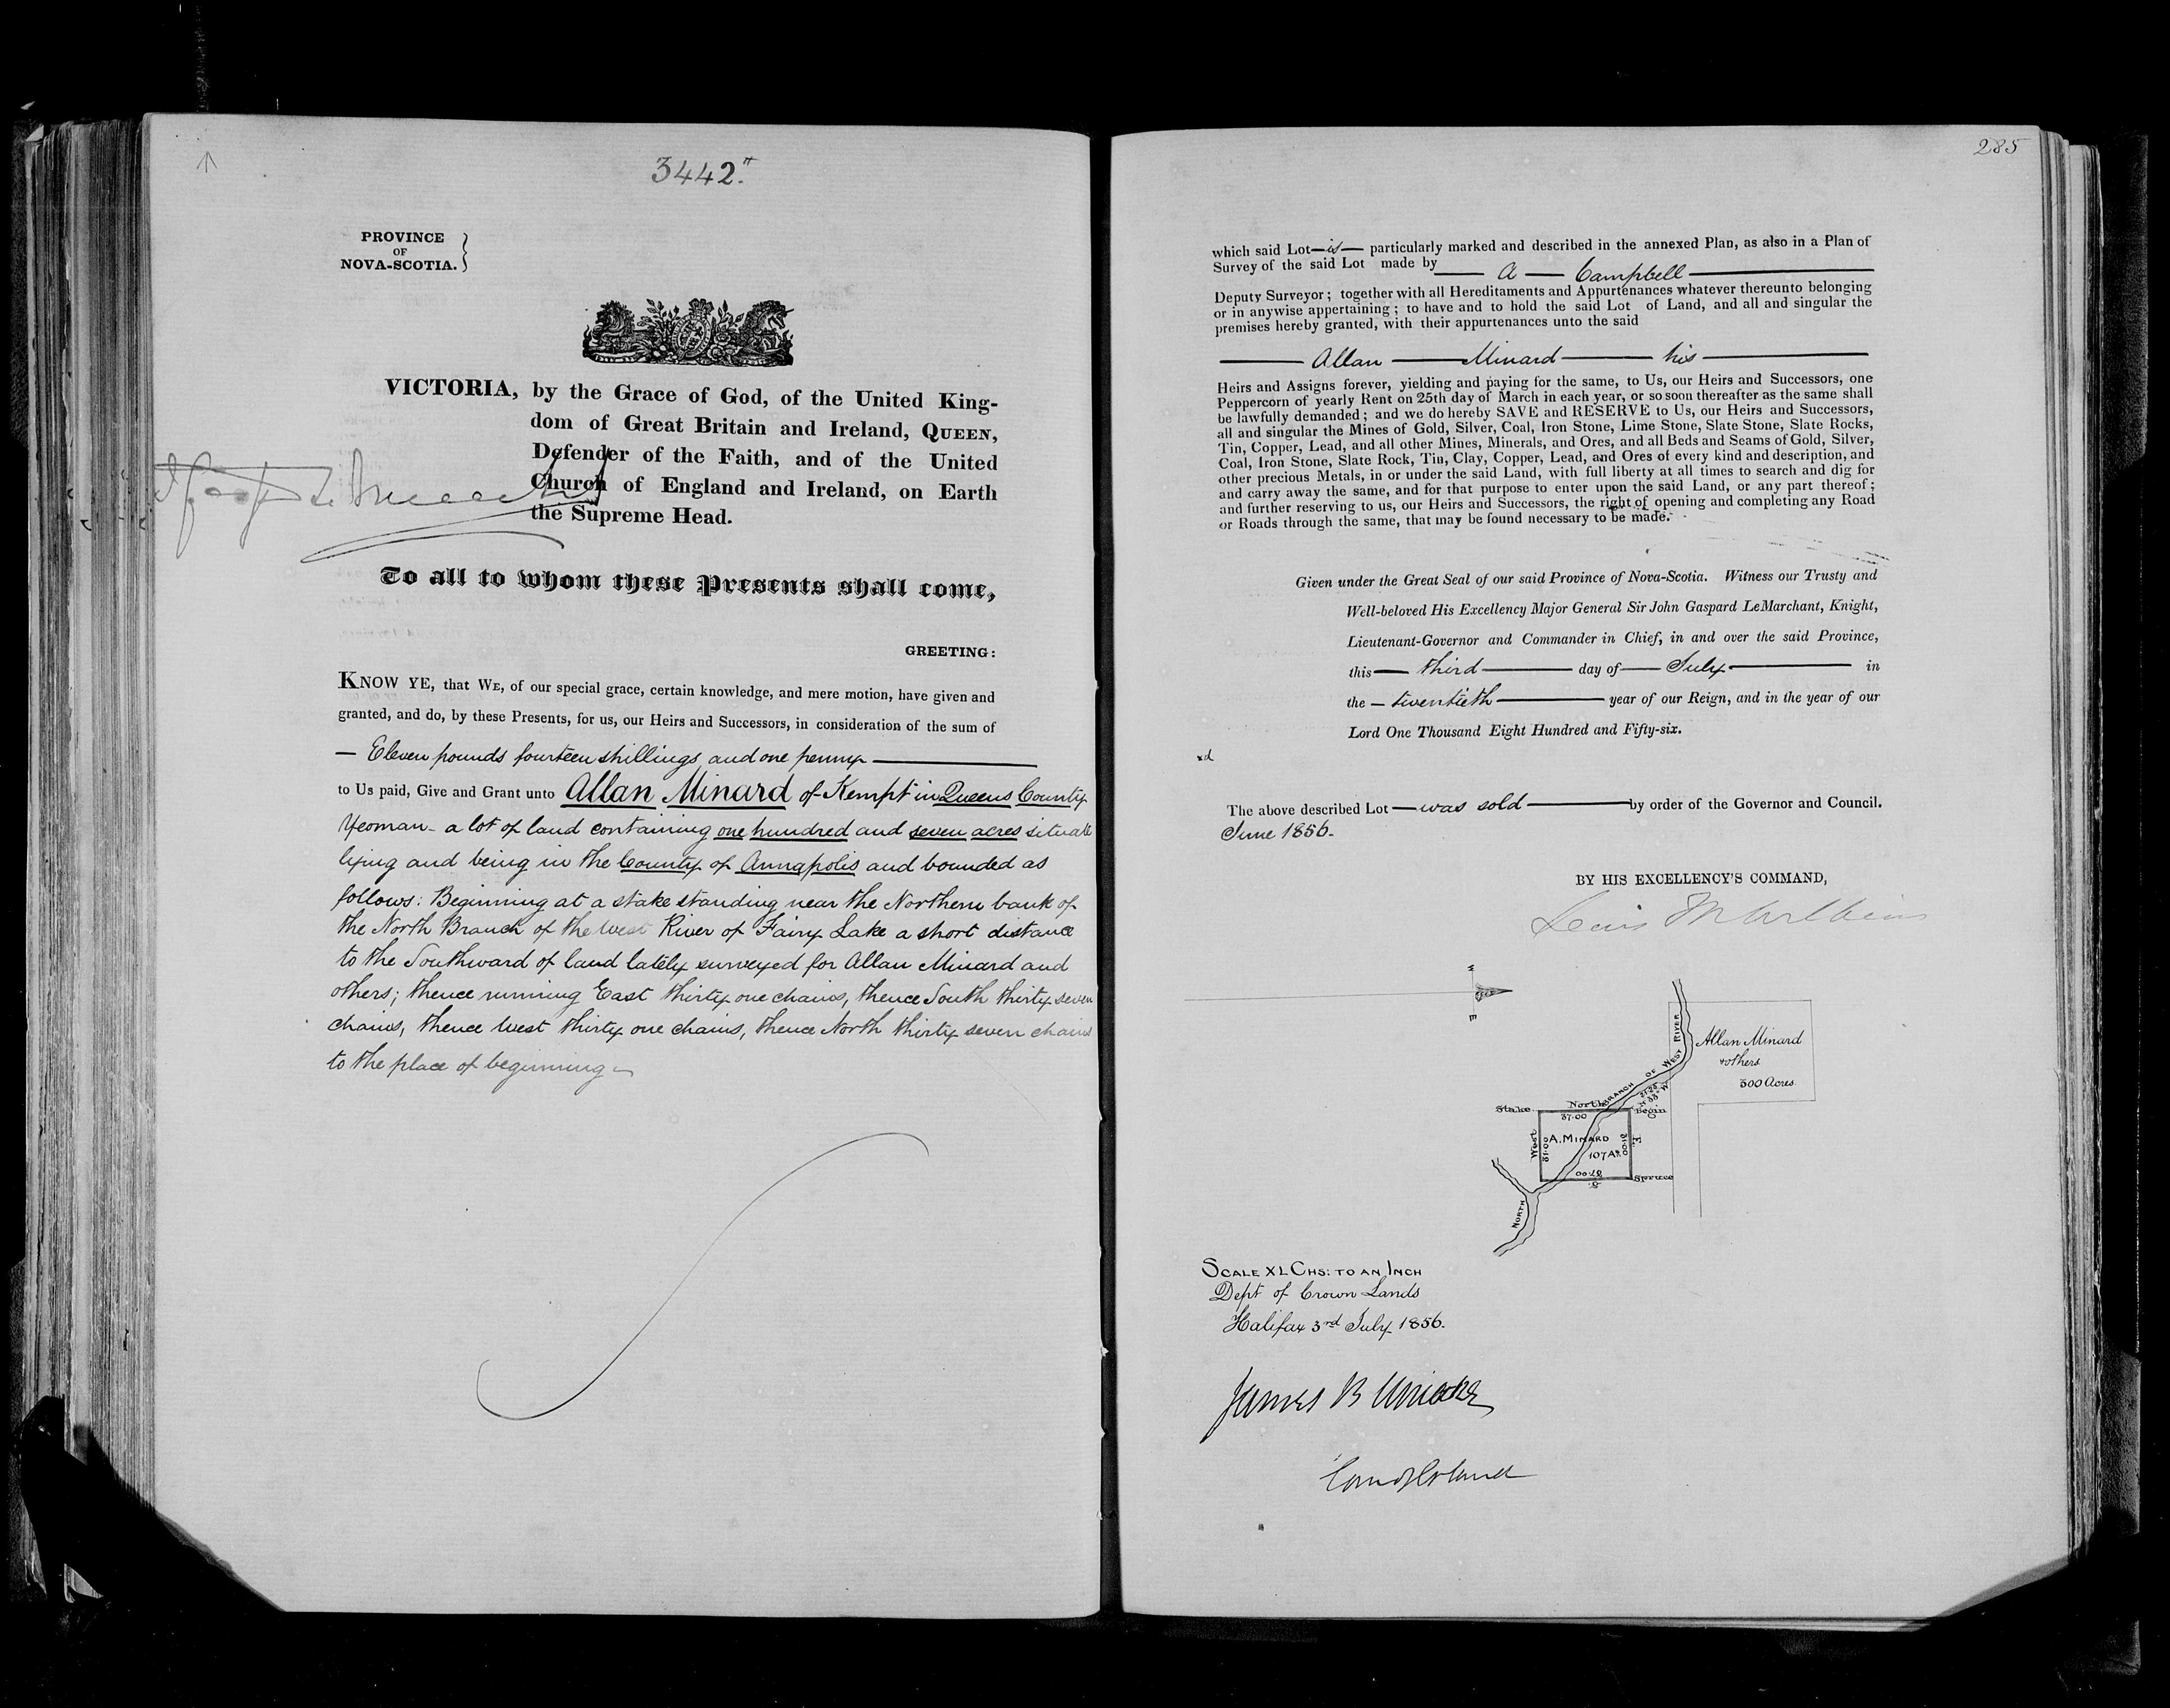 3442
PROVINCE
OF
NOVA-SCOTIA.
VICTORIA, by the Grace of God, of the United King-
dom of Great Britain and Ireland, QUEEN,
Defender of the Faith, and of the United
Church of England and Ireland, on Earth
the Supreme Head.
To all to whom these Presents shall come,
GREETING:
KNOW YE, that WE, of our special grace, certain knowledge, and mere motion, have given and
granted, and do, by these Presents, for us, our Heirs and Successors, in consideration of the sum of
— Eleven pounds fourteen shillings and one penny —
to Us paid, Give and Grant unto Allan Minard of Kempt in Queens County
Yeoman - a lot of land containing one hundred and seven acres situate
lying and being in the County of Annapolis and bounded as
follows: Beginning at a stake standing near the Northern bank of
the North Branch of the West River of Fairy Lake a short distance
to the Southward of land lately surveyed for Allan Minard and
others; thence running East thirty one chains, thence South thirty seven
chains, thence West thirty one chains, thence North thirty seven chains
to the place of beginning -
285
which said Lot — is — particularly marked and described in the annexed Plan, as also in a Plan of
Survey of the said Lot made by — A — Campbell —
Deputy Surveyor; together with all Hereditaments and Appurtenances whatever thereunto belonging
or in anywise appertaining; to have and to hold the said Lot of Land, and all and singular the
premises hereby granted, with their appurtenances unto the said
— Allan — Minard — his —
Heirs and Assigns forever, yielding and paying for the same, to Us, our Heirs and Successors, one
Peppercorn of yearly Rent on 25th day of March in each year, or so soon thereafter as the same shall
be lawfully demanded; and we do hereby SAVE and RESERVE to Us, our Heirs and Successors,
all and singular the Mines of Gold, Silver, Coal, Iron Stone, Lime Stone, Slate Stone, Slate Rocks,
Tin, Copper, Lead, and all other Mines, Minerals, and Ores, and all Beds and Seams of Gold, Silver,
Coal, Iron Stone, Slate Rock, Tin, Clay, Copper, Lead, and Ores of every kind and description, and
other precious Metals, in or under the said Land, with full liberty at all times to search and dig for
and carry away the same, and for that purpose to enter upon the said Land, or any part thereof;
and further reserving to us, our Heirs and Successors, the right of opening and completing any Road
or Roads through the same, that may be found necessary to be made.
Given under the Great Seal of our said Province of Nova-Scotia. Witness our Trusty and
Well-beloved His Excellency Major General Sir John Gaspard LeMarchant, Knight,
Lieutenant-Governor and Commander in Chief, in and over the said Province,
this — third — day of — July — in
the — twentieth — year of our Reign, and in the year of our
Lord One Thousand Eight Hundred and Fifty-six.
xd
The above described Lot — was sold — by order of the Governor and Council.
June 1856.
BY HIS EXCELLENCY'S COMMAND,
Lewis M Wilkins
W
E
Allan Minard
& others
300 Acres
BRANCH OF WEST RIVER
31.25
N 33° W
Stake
North
37.00
Begin
West
31.00
A. MINARD
107 As
E.
31.00
37.00
S.
Spruce
NORTH
SCALE XL CHS: TO AN INCH
Dept of Crown Lands
Halifax 3rd July 1856.
James B Uniacke